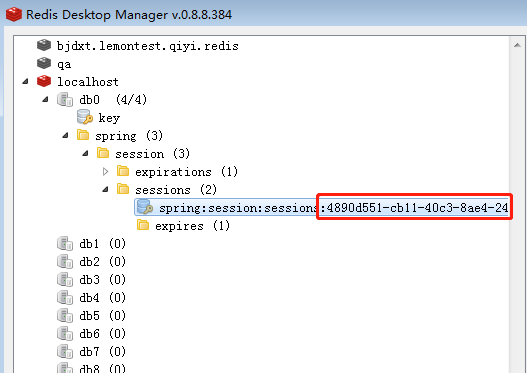 Redis Desktop Manager v.0.8.8.384
bjdxt.lemontest.qiyi.redis
qa
localhost
db0 (4/4)
key
spring (3)
session (3)
expirations (1)
sessions (2)
spring:session:sessions:4890d551-cb11-40c3-8ae4-24
expires (1)
db1 (0)
db2 (0)
db3 (0)
db4 (0)
db5 (0)
db6 (0)
db7 (0)
db8 (0)